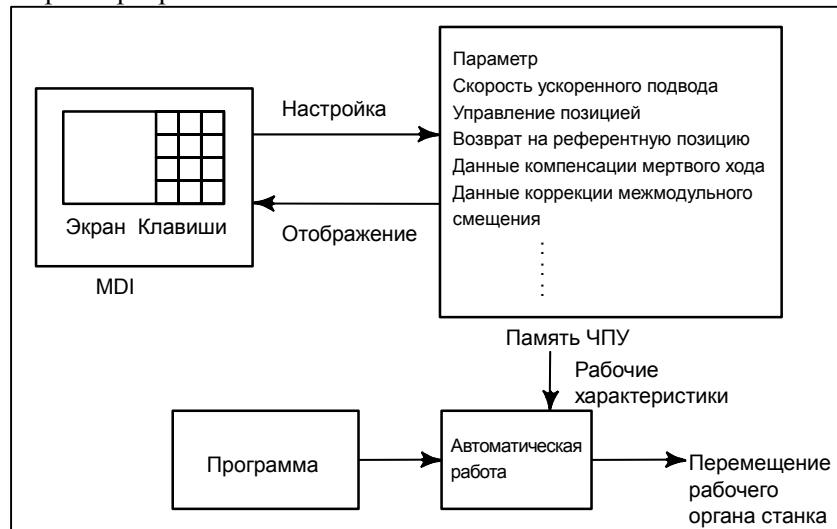 Параметр
Скорость ускоренного подвода
Управление позицией
Возврат на референтную позицию
Данные компенсации мертвого хода
Данные коррекции межмодульного
смещения
Настройка
Экран Клавиши
Отображение
MDI
Память ЧПУ
Рабочие
характеристики
Программа
Автоматическая
работа
Перемещение
рабочего
органа станка